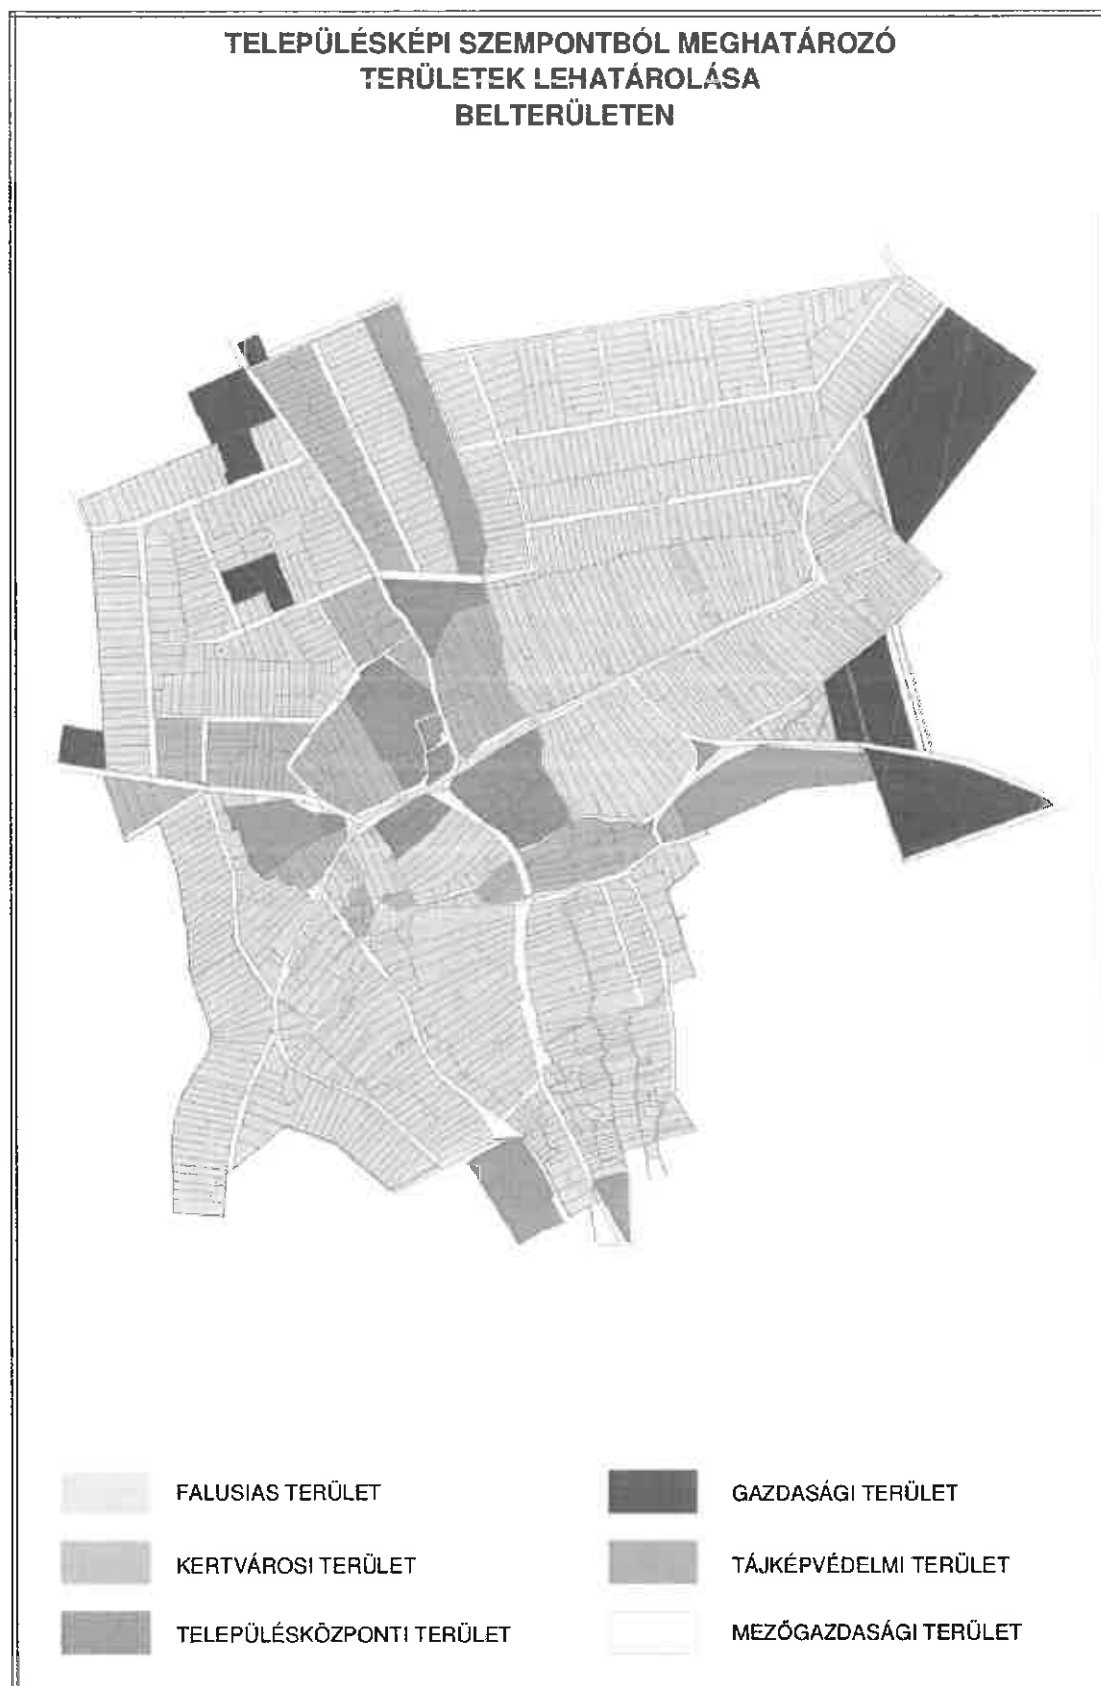 TELEPÜLÉSKÉPI SZEMPONTBÓL MEGHATÁROZÓ
TERÜLETEK LEHATÁROLÁSA
BELTERÜLETEN
FALUSIAS TERÜLET
KERTVÁROSI TERÜLET
TELEPÜLÉSKÖZPONTI TERÜLET
GAZDASÁGI TERÜLET
TÁJKÉPVÉDELMI TERÜLET
MEZŐGAZDASÁGI TERÜLET